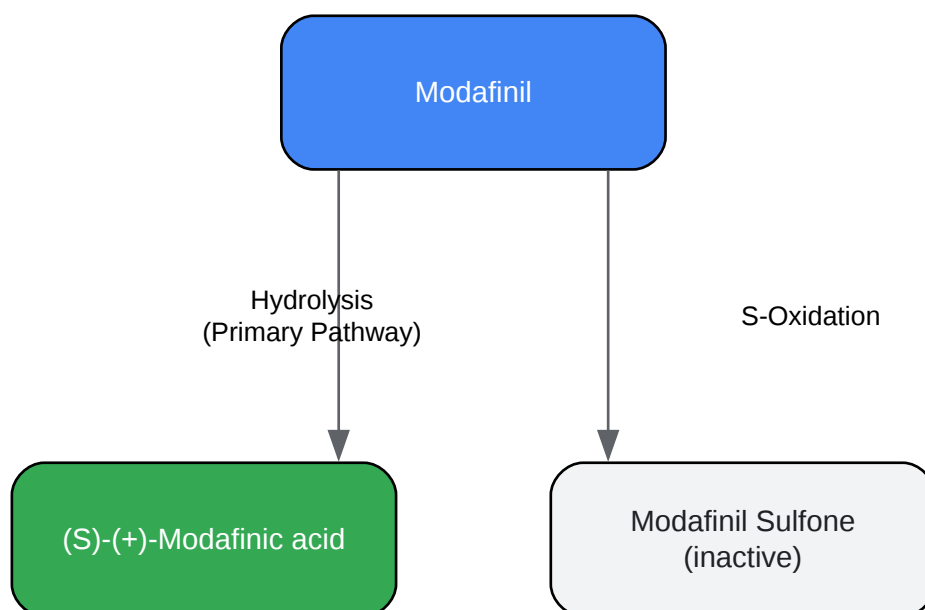 Modafinil
Hydrolysis
(Primary Pathway)
S-Oxidation
(S)-(+)-Modafinic acid
Modafinil Sulfone
(inactive)